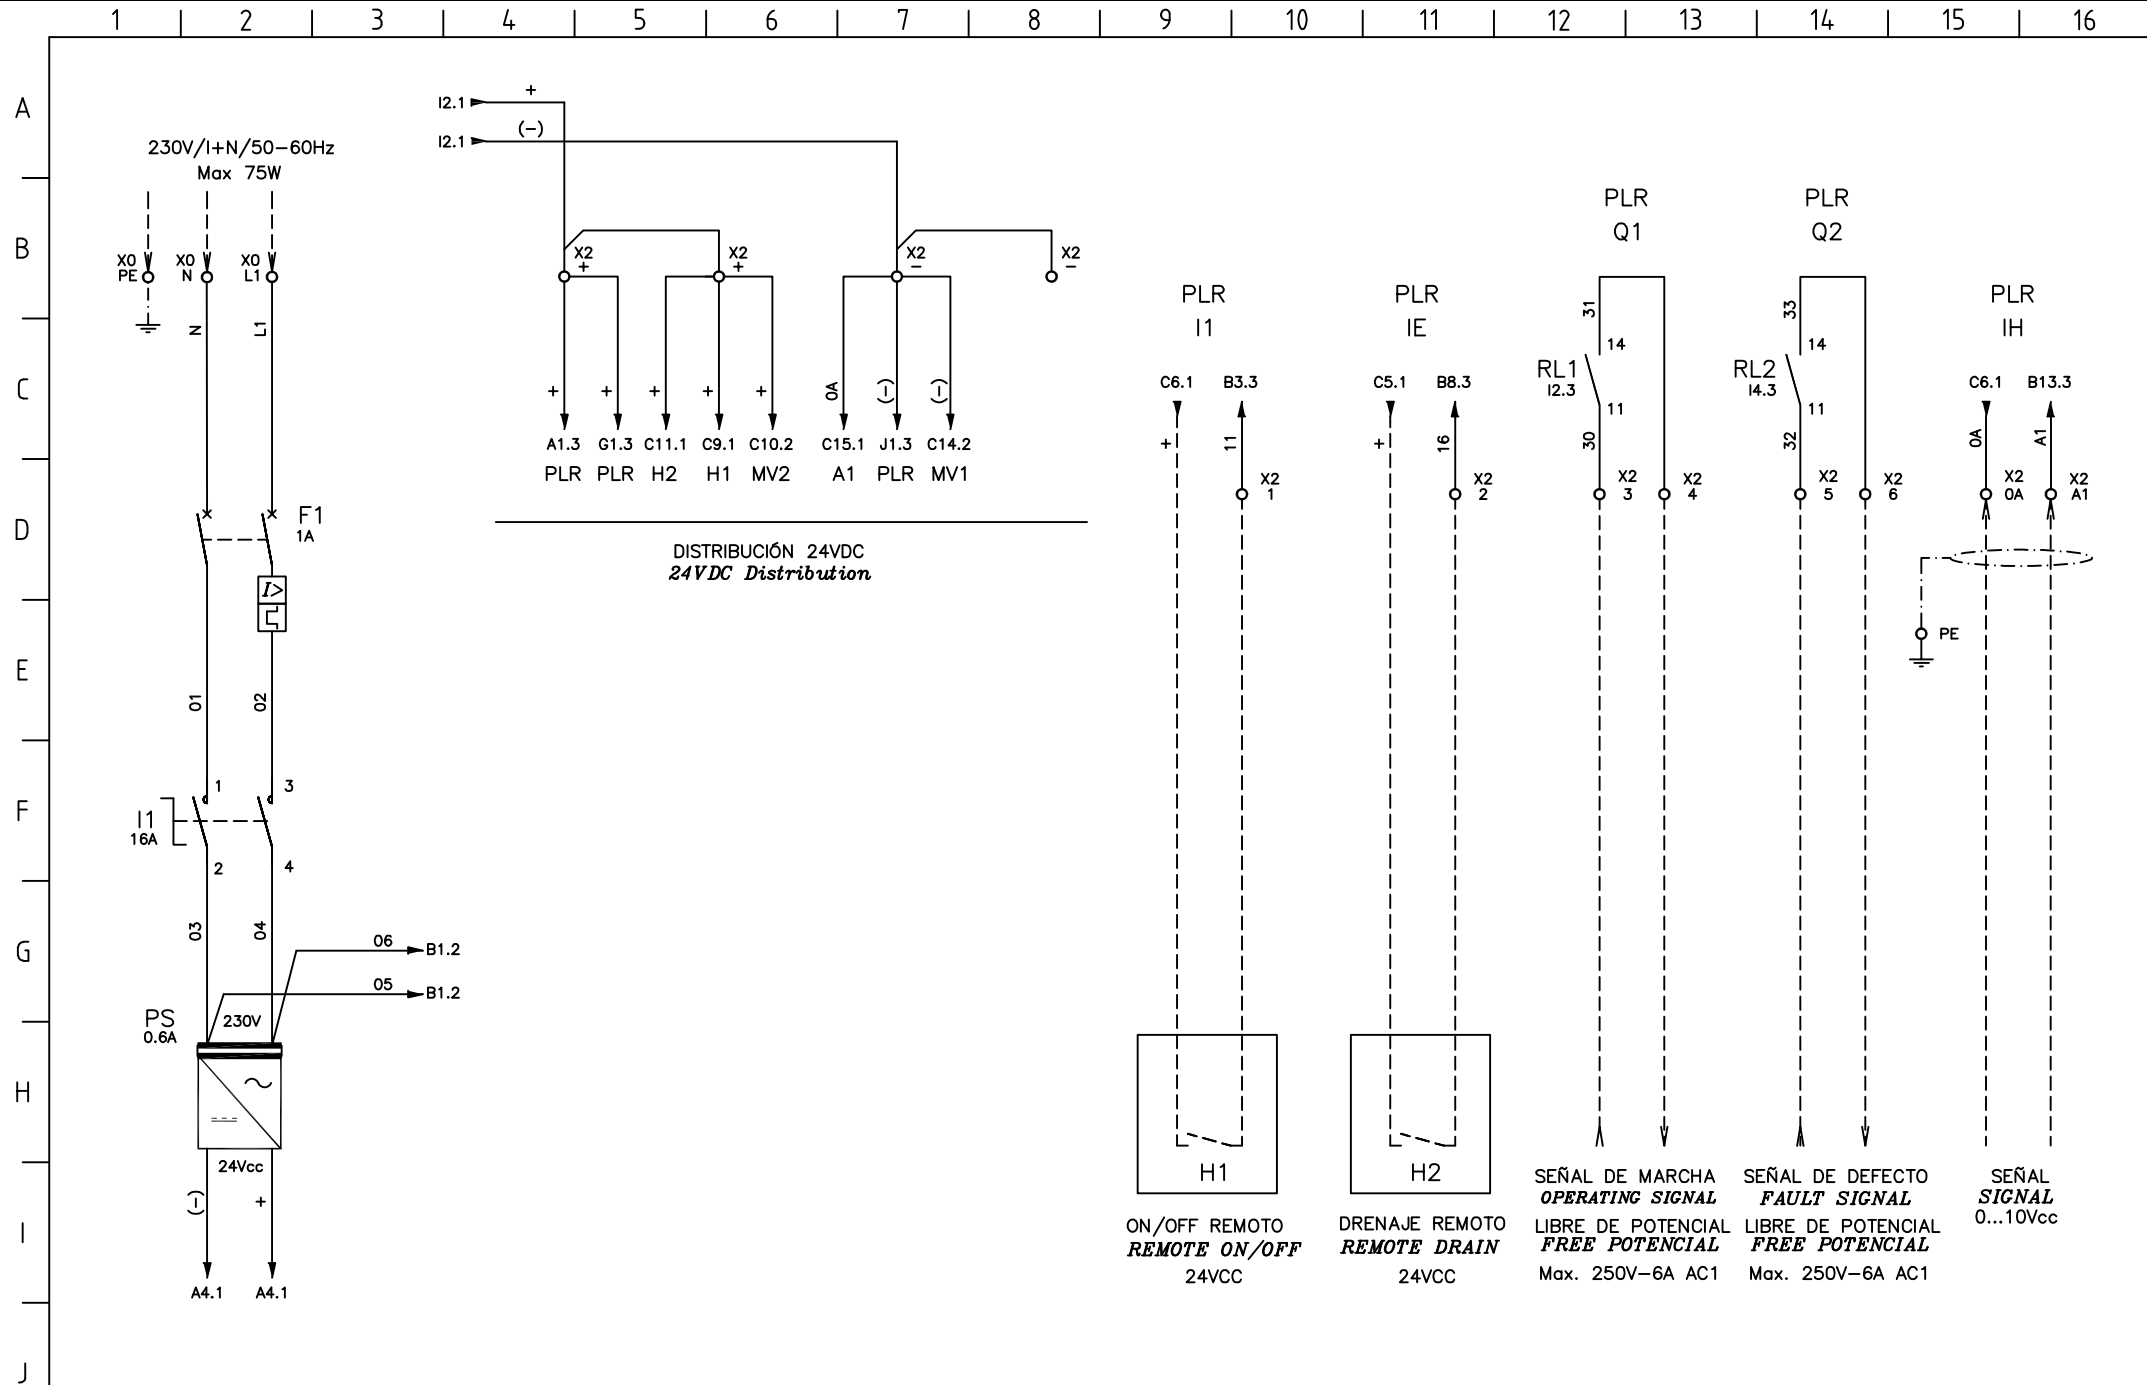 1 2 3 4 5 6 7 8 9 10 11 12 13 14 15 16
A
B
C
D
E
F
G
H
I
J
230V/I+N/50-60Hz
Max 75W
X0
PE
X0
N
X0
L1
N
L1
F1
1A
I>
01
02
1
3
I1
16A
2
4
03
04
06
B1.2
05
B1.2
PS
0.6A
230V
24Vcc
(-)
+
A4.1
A4.1
I2.1
+
I2.1
(-)
X2
+
X2
+
X2
-
X2
-
+
+
+
+
+
0A
(-)
(-)
A1.3 G1.3 C11.1 C9.1 C10.2 C15.1 J1.3 C14.2
PLR PLR H2 H1 MV2 A1 PLR MV1
DISTRIBUCIÓN 24VDC
24VDC Distribution
PLR
I1
C6.1
B3.3
+
11
X2
1
H1
ON/OFF REMOTO
REMOTE ON/OFF
24VCC
PLR
IE
C5.1
B8.3
+
16
X2
2
H2
DRENAJE REMOTO
REMOTE DRAIN
24VCC
PLR
Q1
31
14
RL1
I2.3
11
30
X2
3
X2
4
SEÑAL DE MARCHA
OPERATING SIGNAL
LIBRE DE POTENCIAL
FREE POTENCIAL
Max. 250V-6A AC1
PLR
Q2
33
14
RL2
I4.3
11
32
X2
5
X2
6
SEÑAL DE DEFECTO
FAULT SIGNAL
LIBRE DE POTENCIAL
FREE POTENCIAL
Max. 250V-6A AC1
PLR
IH
C6.1
B13.3
0A
A1
X2
0A
X2
A1
PE
SEÑAL
SIGNAL
0...10Vcc